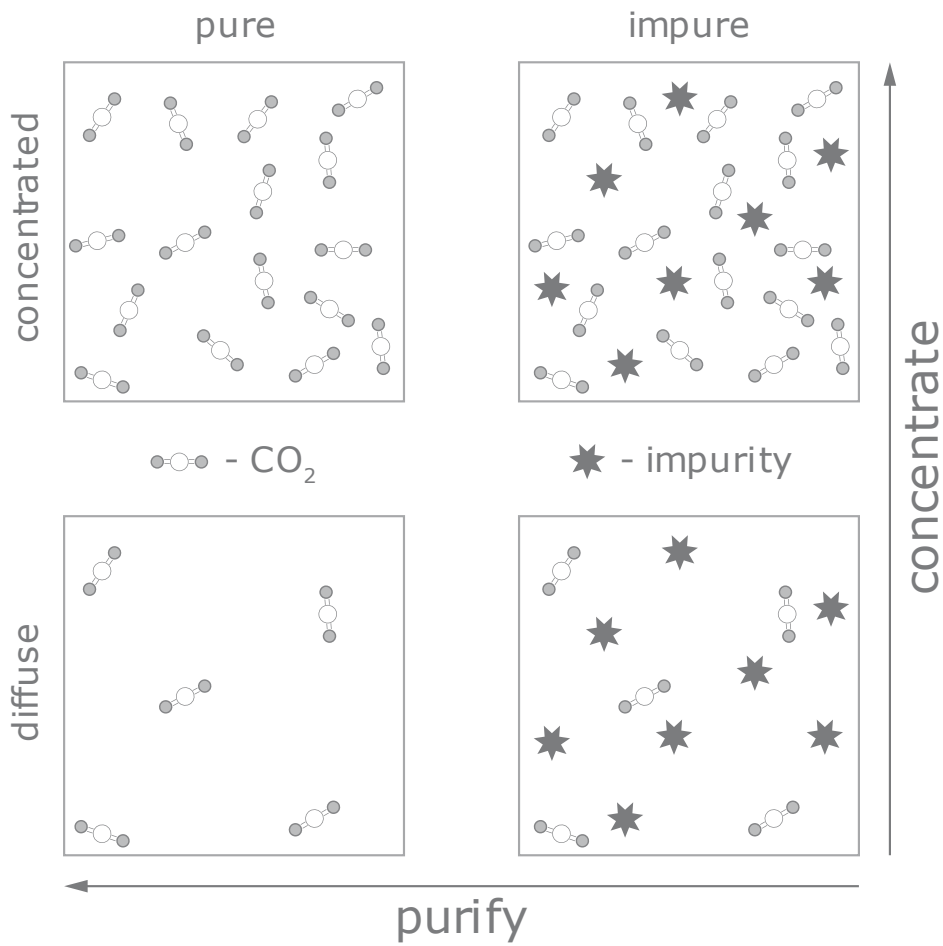 pure
impure
concentrated
- CO₂
- impurity
concentrate
diffuse
purify